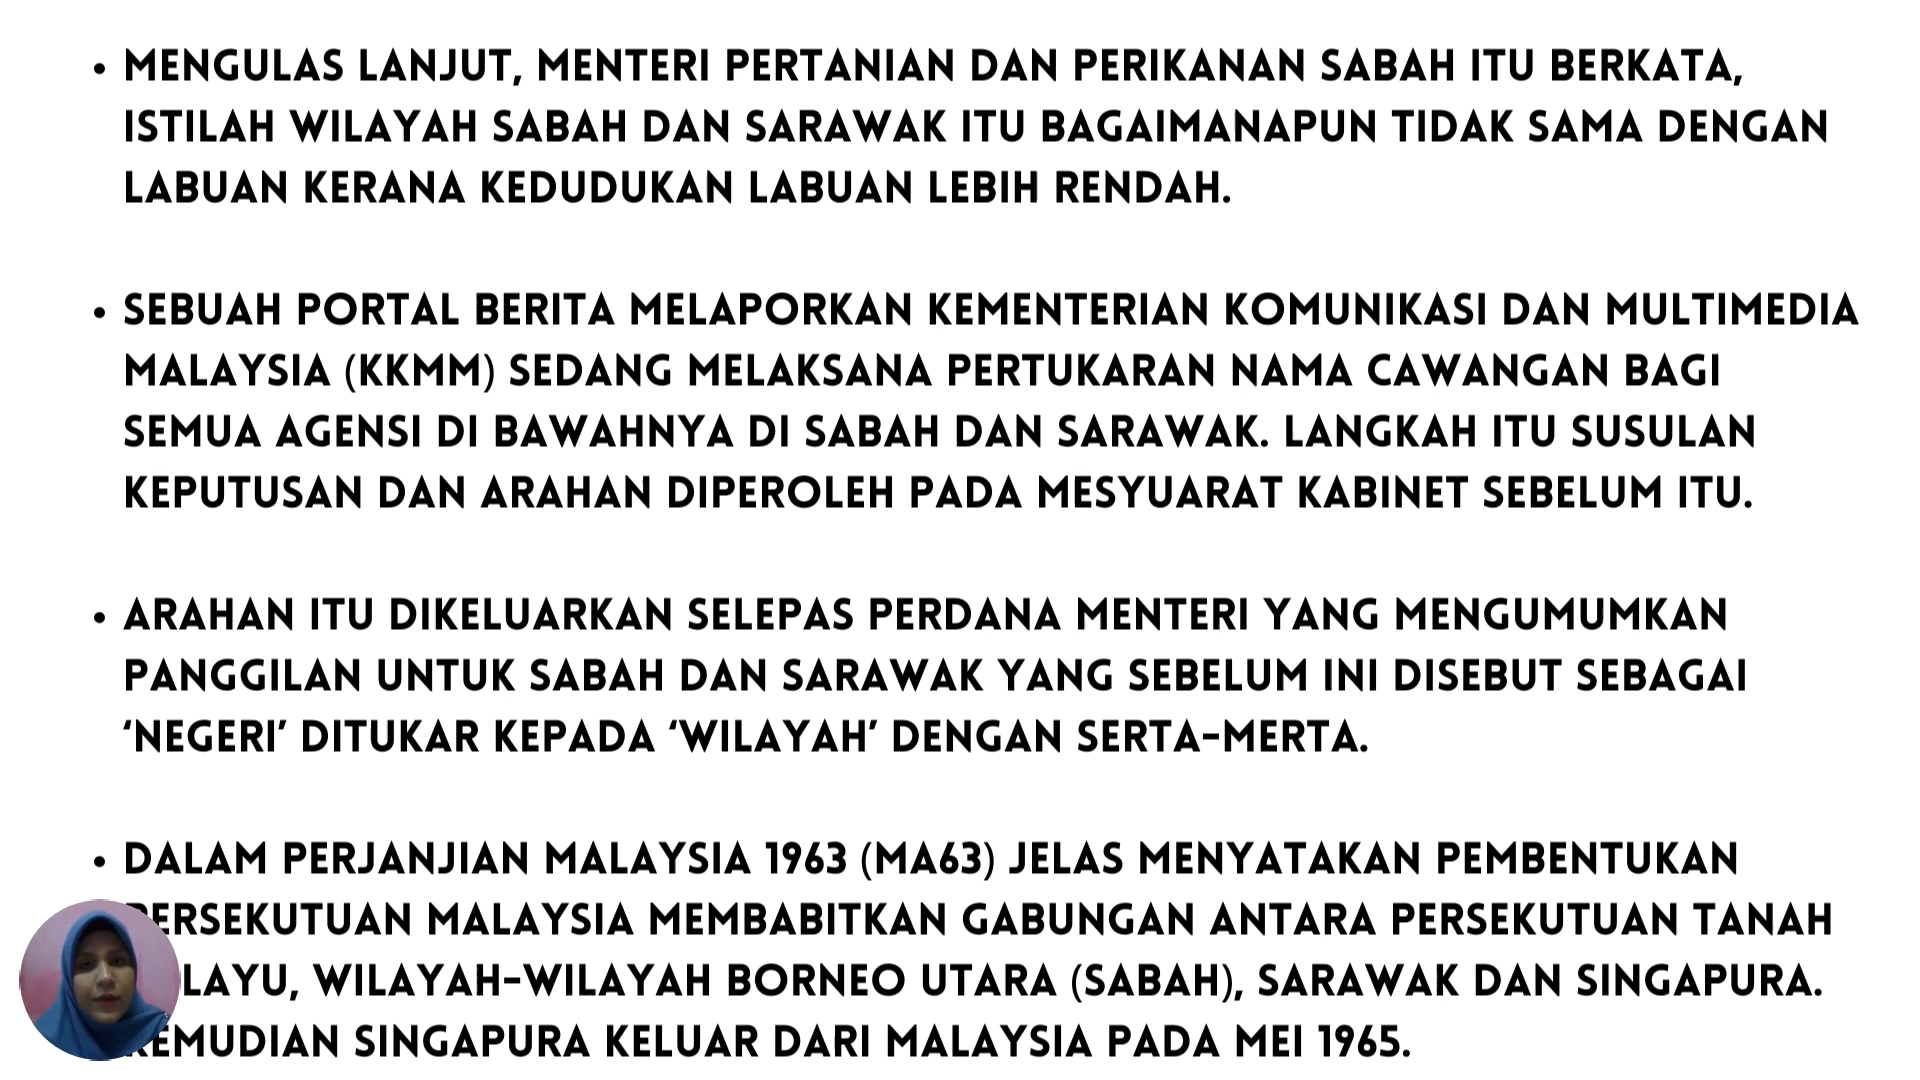 • MENGULAS LANJUT, MENTERI PERTANIAN DAN PERIKANAN SABAH ITU BERKATA,
ISTILAH WILAYAH SABAH DAN SARAWAK ITU BAGAIMANAPUN TIDAK SAMA DENGAN
LABUAN KERANA KEDUDUKAN LABUAN LEBIH RENDAH.
• SEBUAH PORTAL BERITA MELAPORKAN KEMENTERIAN KOMUNIKASI DAN MULTIMEDIA
MALAYSIA (KKMM) SEDANG MELAKSANA PERTUKARAN NAMA CAWANGAN BAGI
SEMUA AGENSI DI BAWAHNYA DI SABAH DAN SARAWAK. LANGKAH ITU SUSULAN
KEPUTUSAN DAN ARAHAN DIPEROLEH PADA MESYUARAT KABINET SEBELUM ITU.
• ARAHAN ITU DIKELUARKAN SELEPAS PERDANA MENTERI YANG MENGUMUMKAN
PANGGILAN UNTUK SABAH DAN SARAWAK YANG SEBELUM INI DISEBUT SEBAGAI
‘NEGERI’ DITUKAR KEPADA ‘WILAYAH’ DENGAN SERTA-MERTA.
• DALAM PERJANJIAN MALAYSIA 1963 (MA63) JELAS MENYATAKAN PEMBENTUKAN
PERSEKUTUAN MALAYSIA MEMBABITKAN GABUNGAN ANTARA PERSEKUTUAN TANAH
LAYU, WILAYAH-WILAYAH BORNEO UTARA (SABAH), SARAWAK DAN SINGAPURA.
KEMUDIAN SINGAPURA KELUAR DARI MALAYSIA PADA MEI 1965.